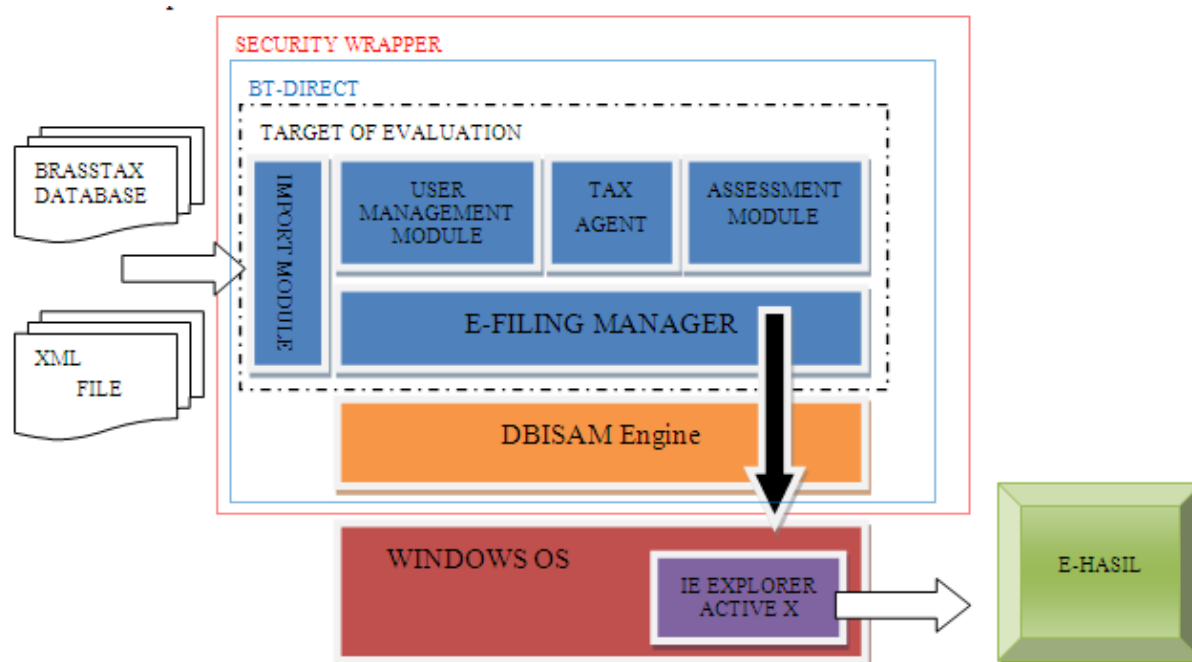 SECURITY WRAPPER
BT-DIRECT
TARGET OF EVALUATION
BRASSTAX
DATABASE
XML
FILE
IMPORT MODULE
USER
MANAGEMENT
MODULE
TAX
AGENT
ASSESSMENT
MODULE
E-FILING MANAGER
DBISAM Engine
WINDOWS OS
IE EXPLORER
ACTIVE X
E-HASIL